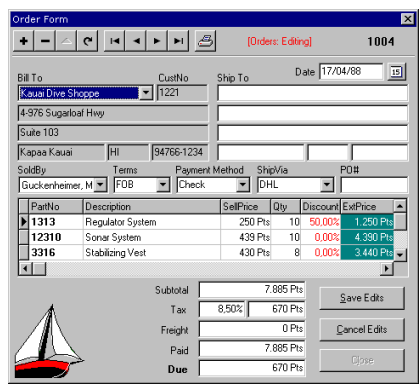 Order Form
[Orders: Editing] 1004
Bill To CustNo Ship To Date 17/04/88 15
Kauai Dive Shoppe 1221
4-976 Sugarloaf Hwy
Suite 103
Kapaa Kauai HI 94766-1234
SoldBy Terms Payment Method ShipVia PO#
Guckenheimer, M FOB Check DHL
PartNo Description SellPrice Qty Discount ExtPrice
1313 Regulator System 250 Pts 10 50,00% 1.250 Pts
12310 Sonar System 439 Pts 10 0,00% 4.390 Pts
3316 Stabilizing Vest 430 Pts 8 0,00% 3.440 Pts
Subtotal 7.885 Pts
Tax 8,50% 670 Pts
Freight 0 Pts
Paid 7.885 Pts
Due 670 Pts
Save Edits
Cancel Edits
Close